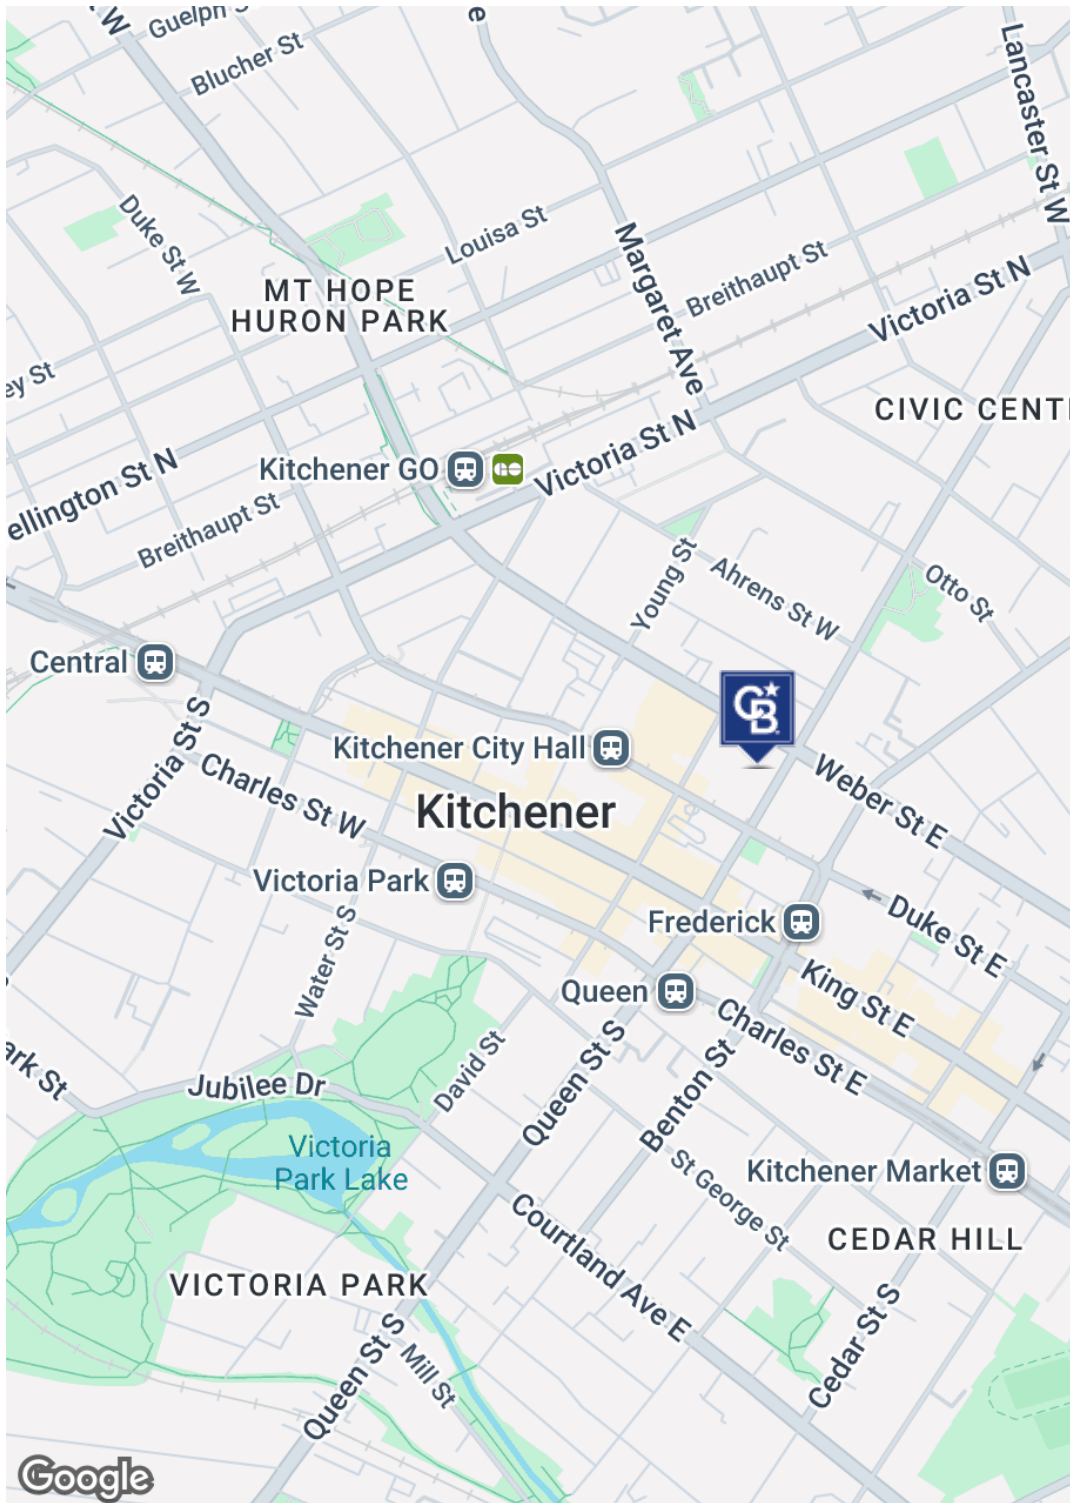 Guelph S
Blucher St
Lancaster St W
Duke St W
Louisa St
Margaret Ave
Breithaupt St
MT HOPE
HURON PARK
Victoria St N
ey St
CIVIC CENT
Kitchener GO
Victoria St N
ellington St N
Breithaupt St
Young St
Ahrens St W
Otto St
Central
CB
Victoria St S
Kitchener City Hall
Charles St W
Kitchener
Weber St E
Victoria Park
Frederick
Duke St E
Water St S
Queen
King St E
Charles St E
ark St
Jubilee Dr
David St
Queen St S
Benton St
Victoria
Park Lake
St George St
Kitchener Market
CEDAR HILL
Courtland Ave E
VICTORIA PARK
Queen St S
Mill St
Cedar St S
Google